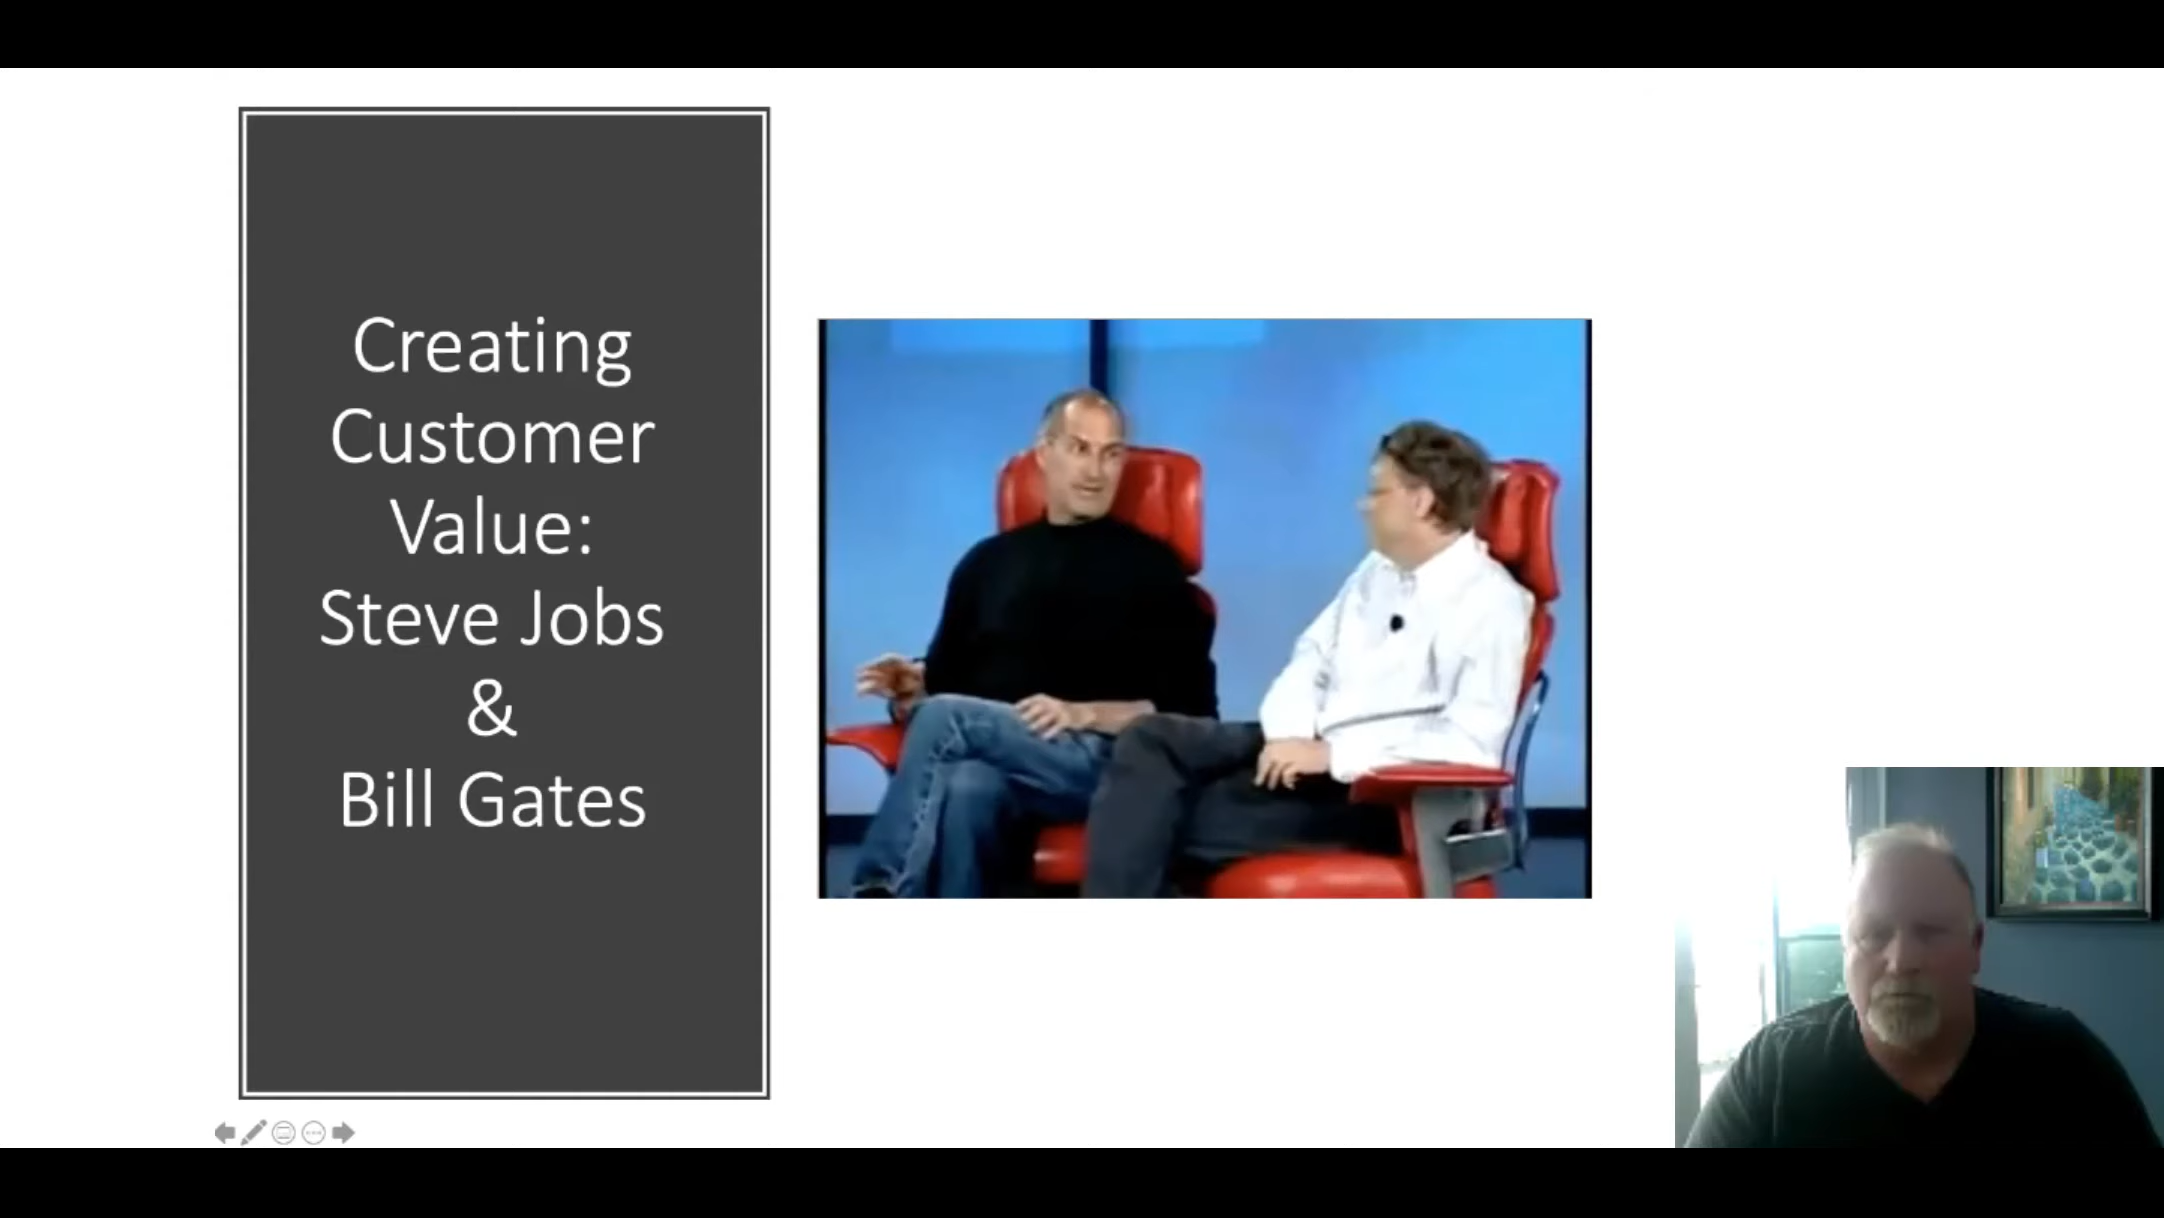 Creating
Customer
Value:
Steve Jobs
&
Bill Gates